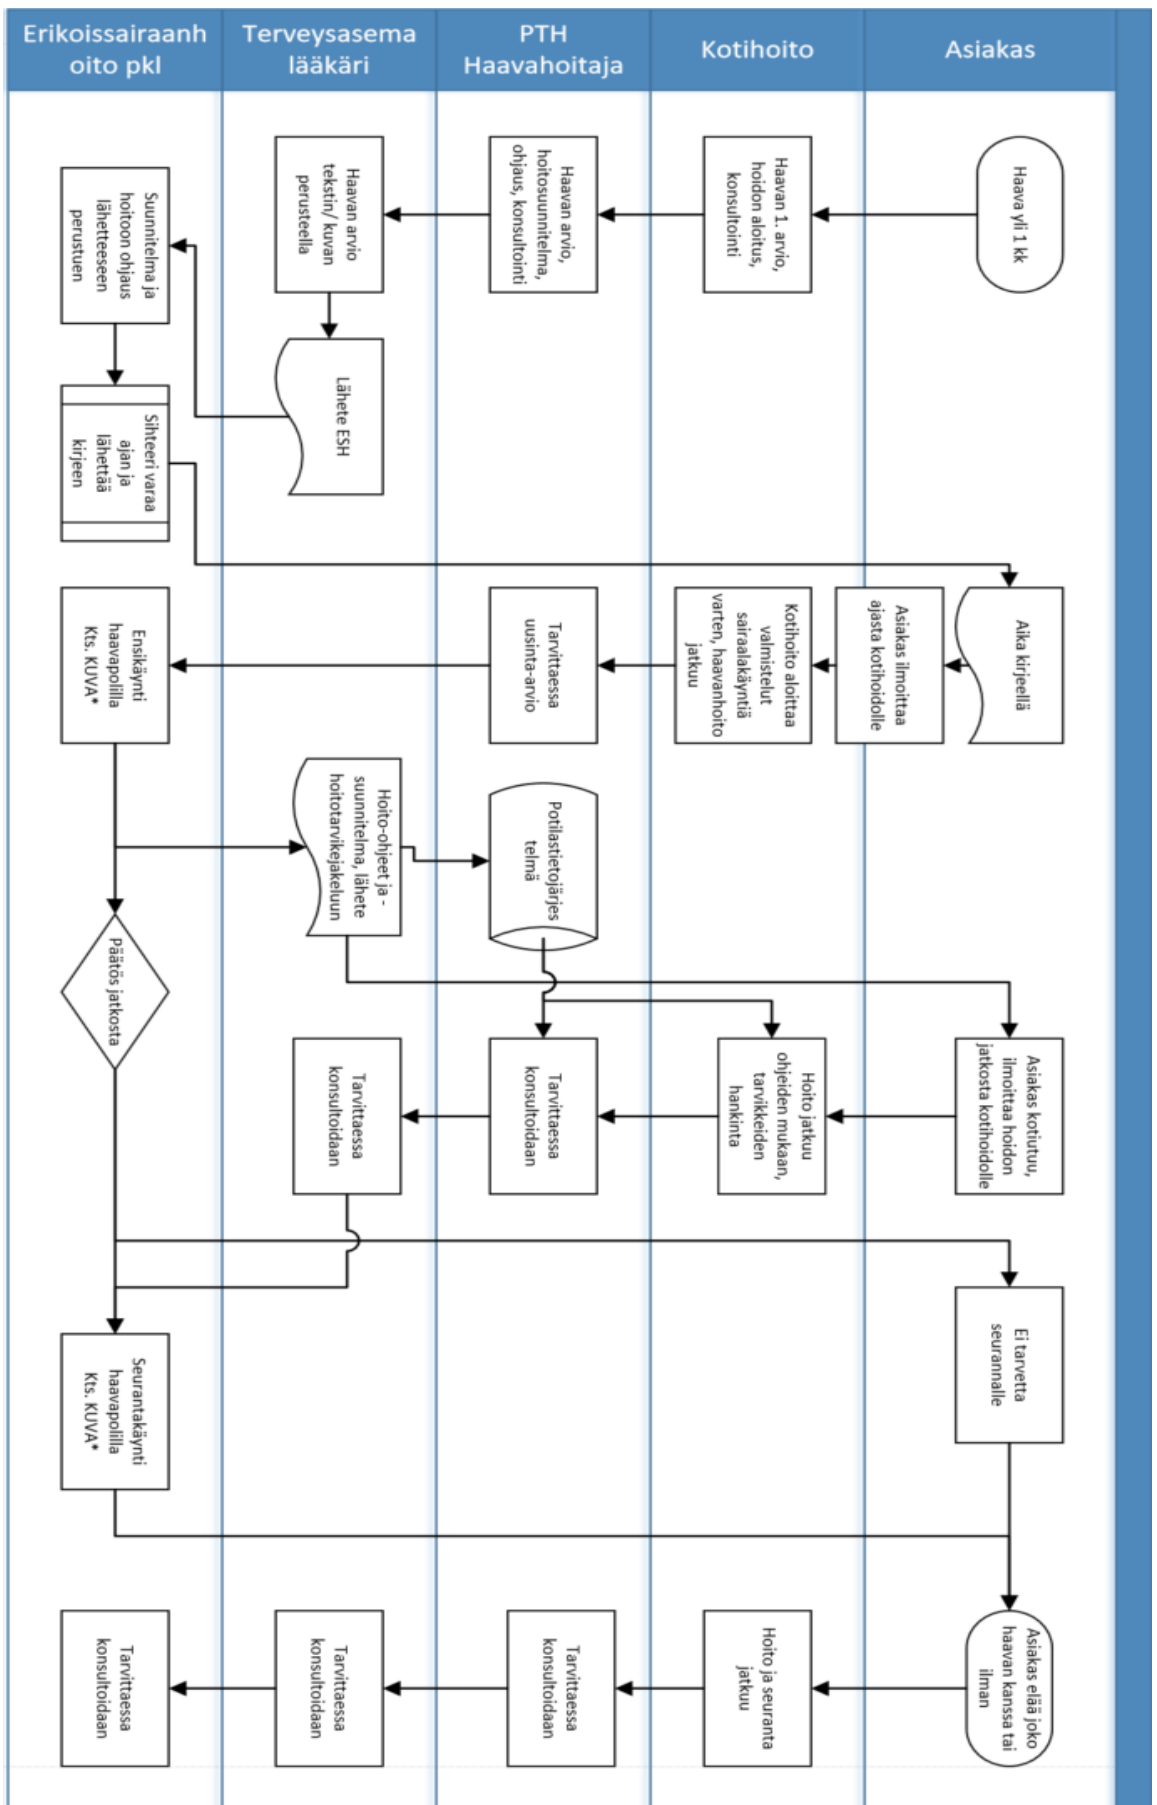 Erikoissairaanh
oito pkl
Terveysasema
lääkäri
PTH
Haavahoitaja
Kotihoito
Asiakas
Haava yli 1 kk
Haavan 1. arvio,
hoidon aloitus,
konsultointi
Haavan arvio,
hoitosuunnitelma,
ohjaus, konsultointi
Haavan arvio
tekstin/ kuvan
perusteella
Lähete ESH
Suunnitelma ja
hoitoon ohjaus
lähetteeseen
perustuen
Sihteeri varaa
ajan ja
lähettää
kirjeen
Aika kirjeellä
Asiakas ilmoittaa
ajasta kotihoidolle
Kotihoito aloittaa
valmistelut
sairaalakäyntiä
varten, haavanhoito
jatkuu
Tarvittaessa
uusinta-arvio
Ensikäynti
haavapolilla
Kts. KUVA*
Hoito-ohjeet ja -
suunnitelma, lähete
hoitotarvikejakeluun
Potilastietojärjes
telmä
Päätös jatkosta
Asiakas kotiutuu,
ilmoittaa hoidon
jatkosta kotihoidolle
Hoito jatkuu
ohjeiden mukaan,
tarvikkeiden
hankinta
Tarvittaessa
konsultoidaan
Tarvittaessa
konsultoidaan
Ei tarvetta
seurannalle
Seurantakäynti
haavapolilla
Kts. KUVA*
Asiakas elää joko
haavan kanssa tai
ilman
Hoito ja seuranta
jatkuu
Tarvittaessa
konsultoidaan
Tarvittaessa
konsultoidaan
Tarvittaessa
konsultoidaan